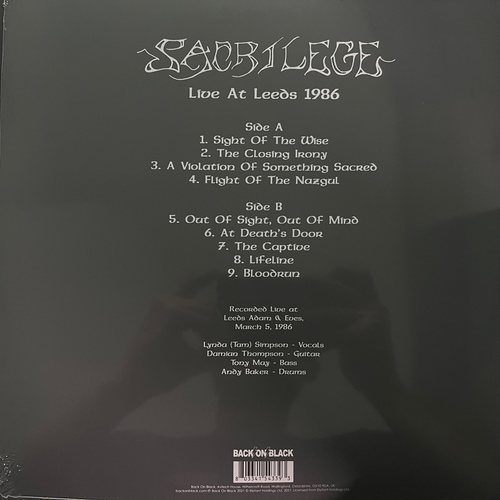 SACRILEGE
Live At Leeds 1986
Side A
1. Sight Of The Wise
2. The Closing Irony
3. A Violation Of Something Sacred
4. Flight Of The Nazgul
Side B
5. Out Of Sight, Out Of Mind
6. At Death's Door
7. The Captive
8. Lifeline
9. Bloodrun
Recorded Live at
Leeds Adam & Eves,
March 5, 1986
Lynda (Tam) Simpson - Vocals
Damian Thompson - Guitar
Tony May - Bass
Andy Baker - Drums
BACK ON BLACK